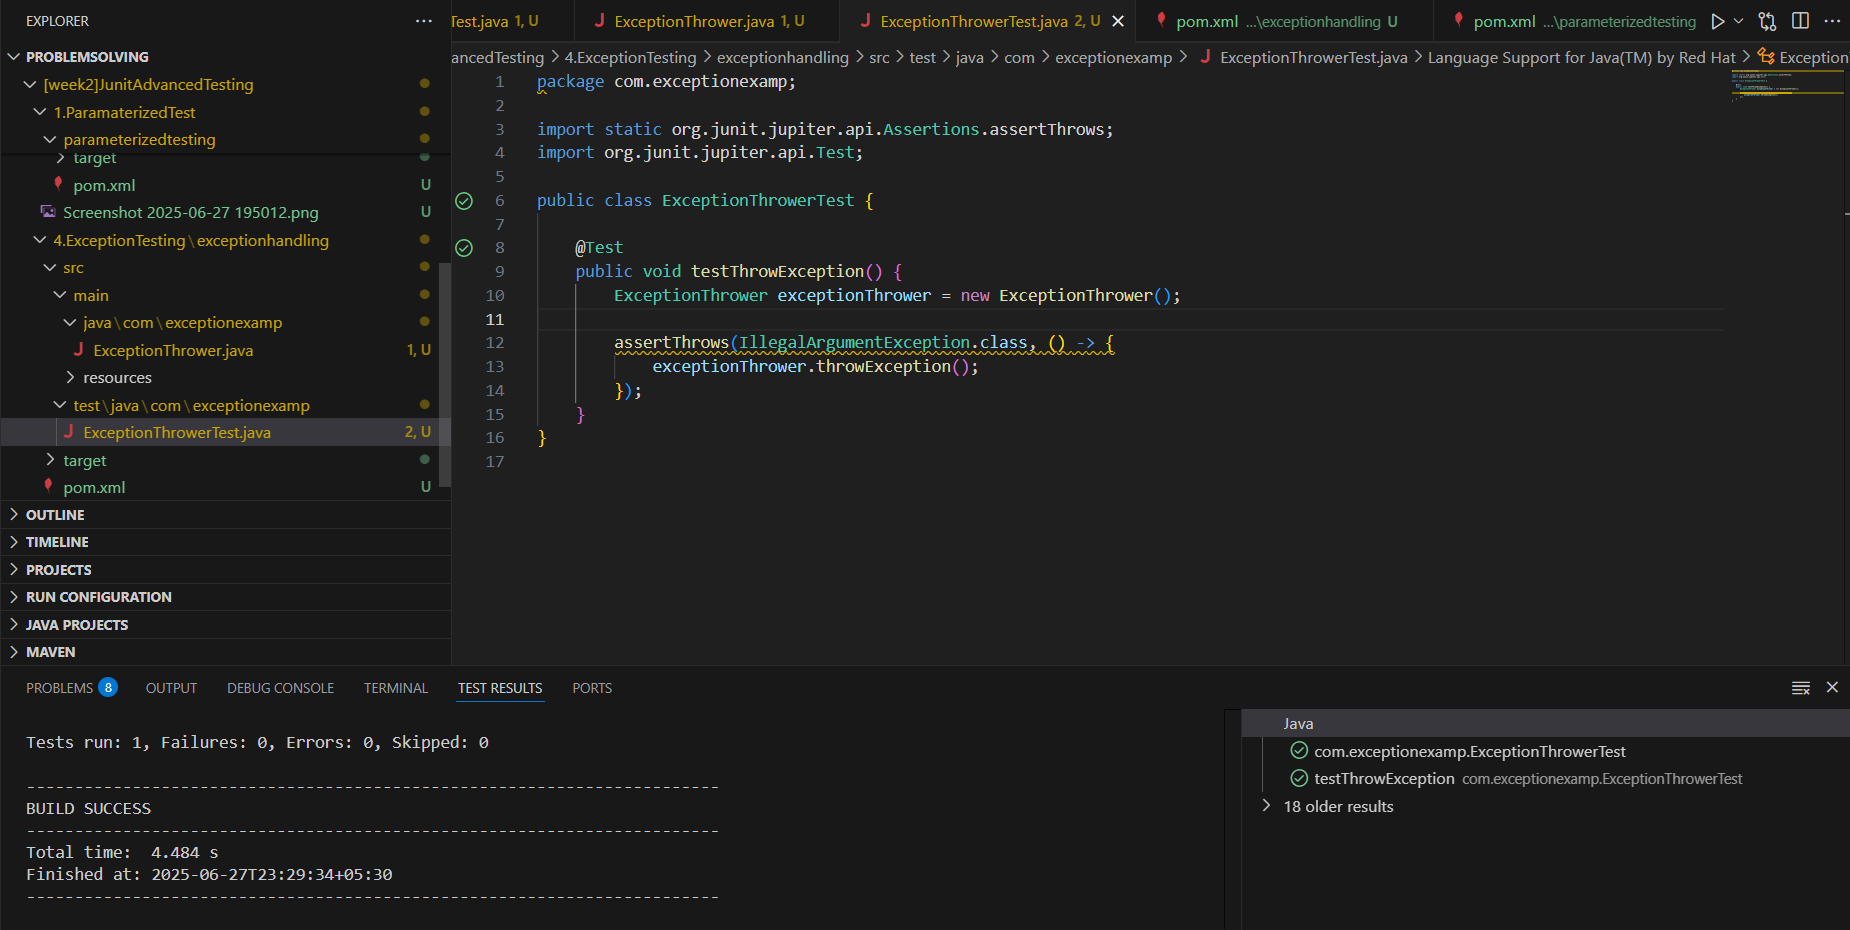 EXPLORER
PROBLEMSOLVING
[week2]JunitAdvancedTesting
1.ParamaterizedTest
parameterizedtesting
target
pom.xml U
Screenshot 2025-06-27 195012.png U
4.ExceptionTesting\exceptionhandling
src
main
java\com\exceptionexamp
ExceptionThrower.java 1, U
resources
test\java\com\exceptionexamp
ExceptionThrowerTest.java 2, U
target
pom.xml U
OUTLINE
TIMELINE
PROJECTS
RUN CONFIGURATION
JAVA PROJECTS
MAVEN
Test.java 1, U ExceptionThrower.java 1, U ExceptionThrowerTest.java 2, U pom.xml ...\exceptionhandling U pom.xml ...\parameterizedtesting
ancedTesting > 4.ExceptionTesting > exceptionhandling > src > test > java > com > exceptionexamp > ExceptionThrowerTest.java > Language Support for Java(TM) by Red Hat > Exception
1 package com.exceptionexamp;
2
3 import static org.junit.jupiter.api.Assertions.assertThrows;
4 import org.junit.jupiter.api.Test;
5
6 public class ExceptionThrowerTest {
7
8 @Test
9 public void testThrowException() {
10 ExceptionThrower exceptionThrower = new ExceptionThrower();
11
12 assertThrows(IllegalArgumentException.class, () -> {
13 exceptionThrower.throwException();
14 });
15 }
16 }
17
PROBLEMS 8 OUTPUT DEBUG CONSOLE TERMINAL TEST RESULTS PORTS
Tests run: 1, Failures: 0, Errors: 0, Skipped: 0
------------------------------------------------------------------------
BUILD SUCCESS
------------------------------------------------------------------------
Total time:  4.484 s
Finished at: 2025-06-27T23:29:34+05:30
------------------------------------------------------------------------
Java
com.exceptionexamp.ExceptionThrowerTest
testThrowException com.exceptionexamp.ExceptionThrowerTest
18 older results